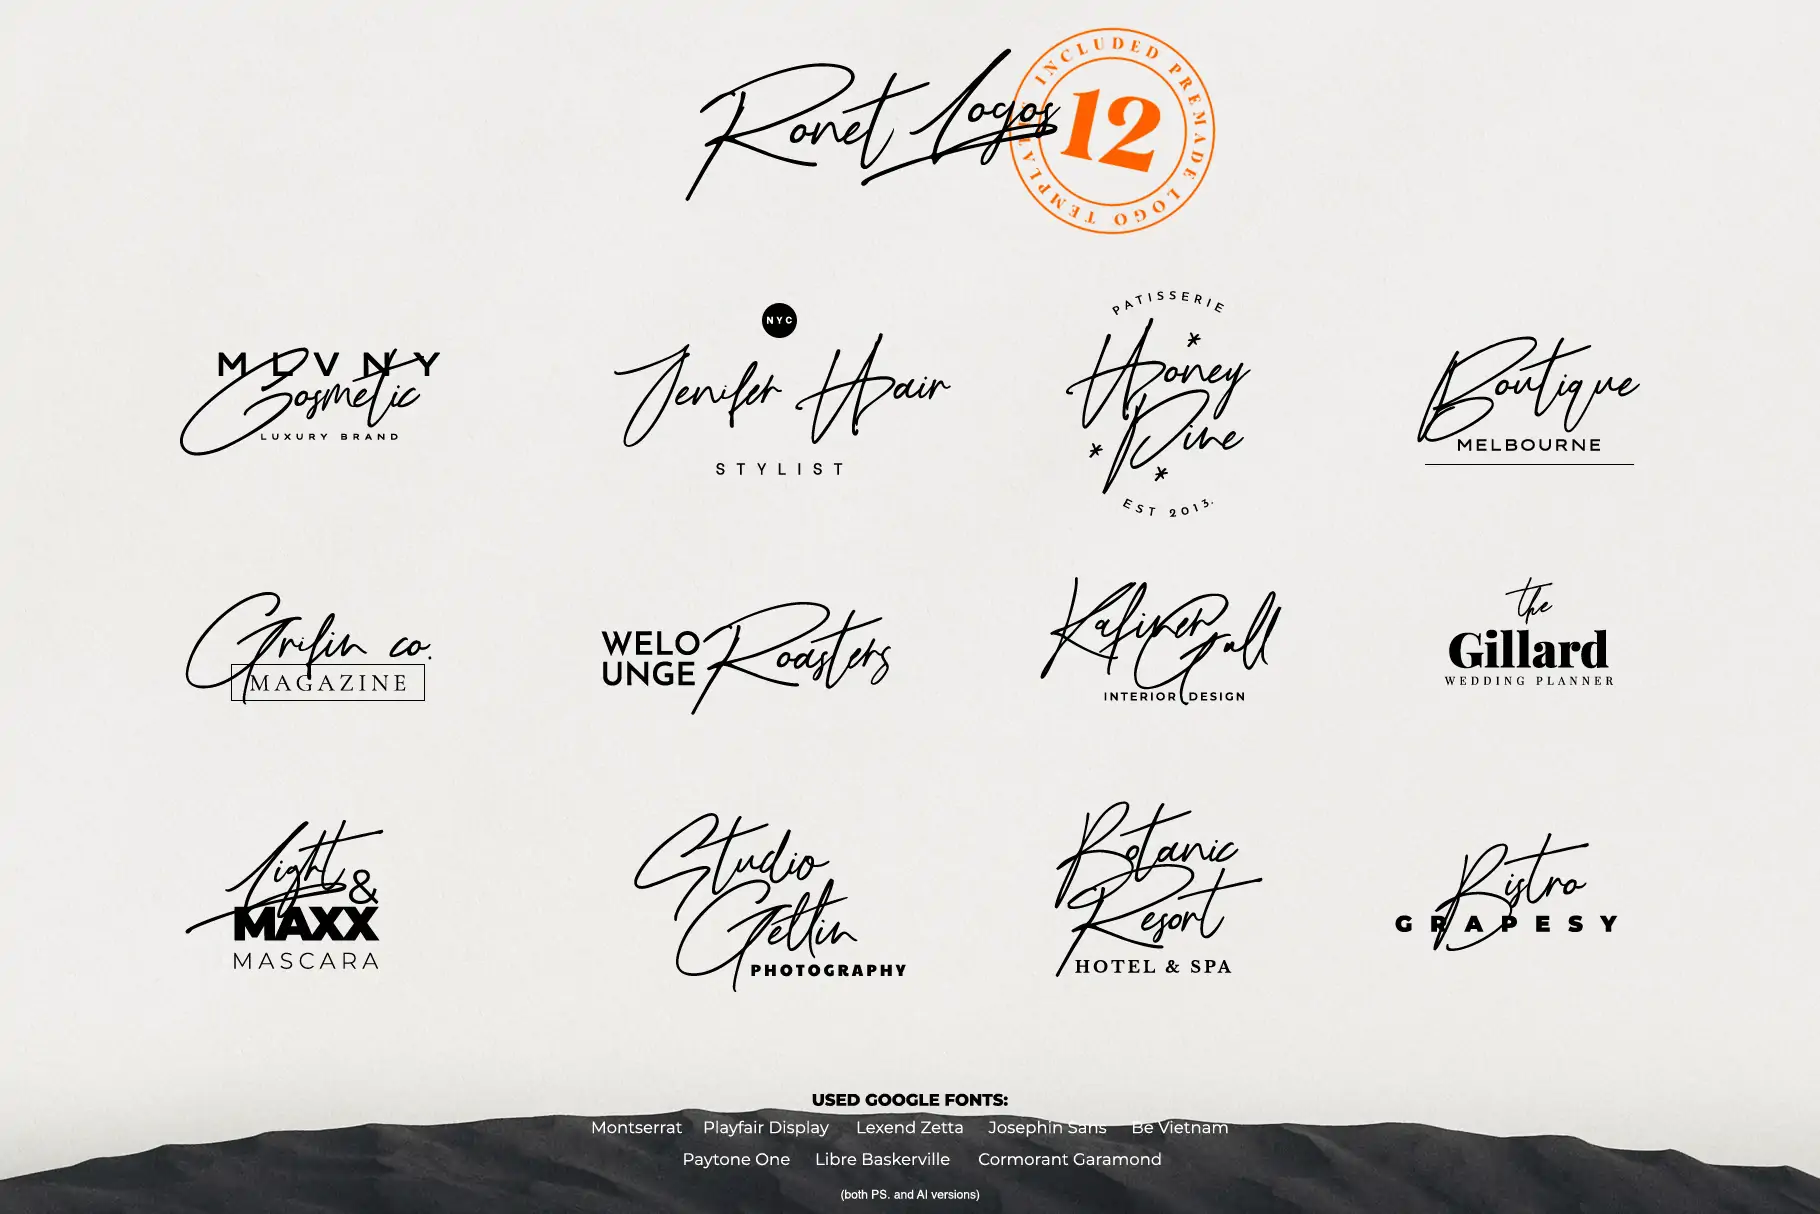 Ronet Logos
12
INCLUDED PREMADE LOGO TEMPLATE
MLVNY
Cosmetic
LUXURY BRAND
NYC
Jenifer Hair
STYLIST
PATISSERIE
Honey
Pine
EST 2013.
Boutique
MELBOURNE
Grifin co.
MAGAZINE
WELO
UNGE
Roasters
Kafiner
Gull
INTERIOR DESIGN
the
Gillard
WEDDING PLANNER
Light
&
MAXX
MASCARA
Studio
Gettin
PHOTOGRAPHY
Botanic
Resort
HOTEL & SPA
Bistro
GRAPESY
USED GOOGLE FONTS:
Montserrat Playfair Display Lexend Zetta Josephin Sans Be Vietnam
Paytone One Libre Baskerville Cormorant Garamond
(both PS. and AI versions)